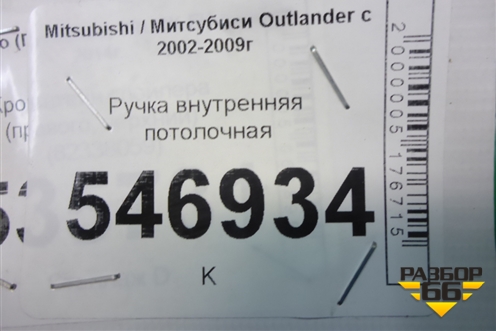 Mitsubishi / Митсубиси Outlander с
2002-2009г
Ручка внутренняя
потолочная
546934
К
2000005176715
РАЗБОР
66